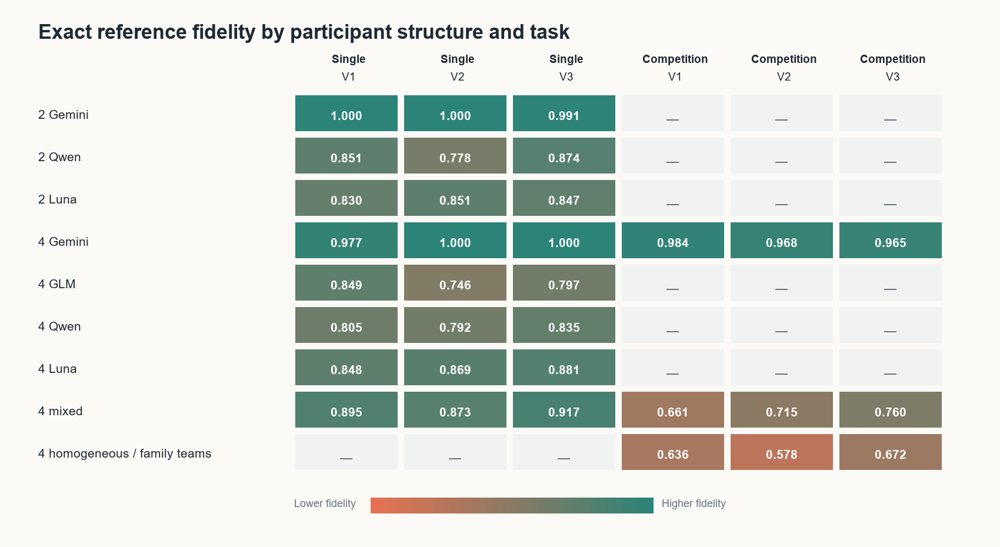 Exact reference fidelity by participant structure and task
Single Single Single Competition Competition Competition
V1 V2 V3 V1 V2 V3
2 Gemini 1.000 1.000 0.991 — — —
2 Qwen 0.851 0.778 0.874 — — —
2 Luna 0.830 0.851 0.847 — — —
4 Gemini 0.977 1.000 1.000 0.984 0.968 0.965
4 GLM 0.849 0.746 0.797 — — —
4 Qwen 0.805 0.792 0.835 — — —
4 Luna 0.848 0.869 0.881 — — —
4 mixed 0.895 0.873 0.917 0.661 0.715 0.760
4 homogeneous / family teams — — — 0.636 0.578 0.672
Lower fidelity Higher fidelity